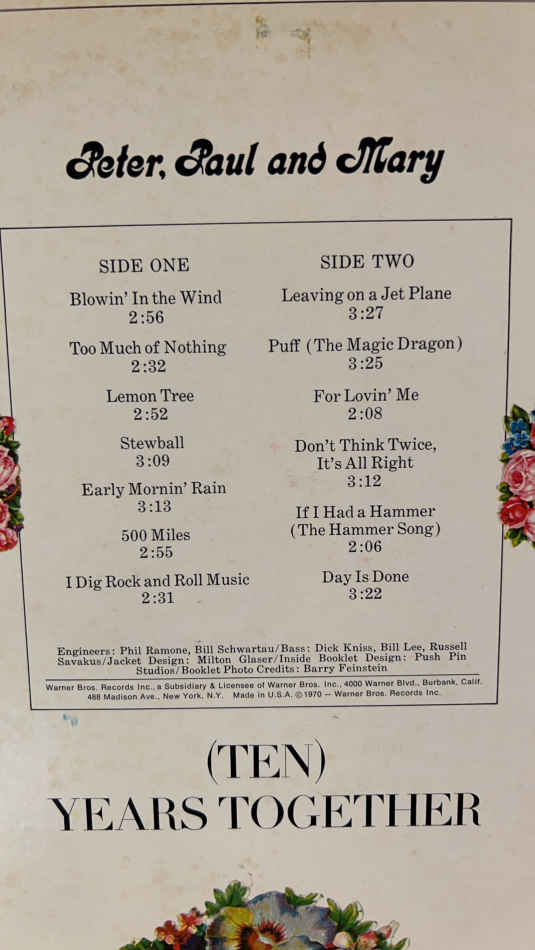 Peter, Paul and Mary
SIDE ONE
Blowin' In the Wind
2:56
Too Much of Nothing
2:32
Lemon Tree
2:52
Stewball
3:09
Early Mornin' Rain
3:13
500 Miles
2:55
I Dig Rock and Roll Music
2:31
SIDE TWO
Leaving on a Jet Plane
3:27
Puff (The Magic Dragon)
3:25
For Lovin' Me
2:08
Don't Think Twice,
It's All Right
3:12
If I Had a Hammer
(The Hammer Song)
2:06
Day Is Done
3:22
Engineers: Phil Ramone, Bill Schwartau/Bass: Dick Kniss, Bill Lee, Russell
Savakus/Jacket Design: Milton Glaser/Inside Booklet Design: Push Pin
Studios/Booklet Photo Credits: Barry Feinstein
Warner Bros. Records Inc., a Subsidiary & Licensee of Warner Bros. Inc., 4000 Warner Blvd., Burbank, Calif.
488 Madison Ave., New York, N.Y. Made in U.S.A. ©1970 -- Warner Bros. Records Inc.
(TEN)
YEARS TOGETHER